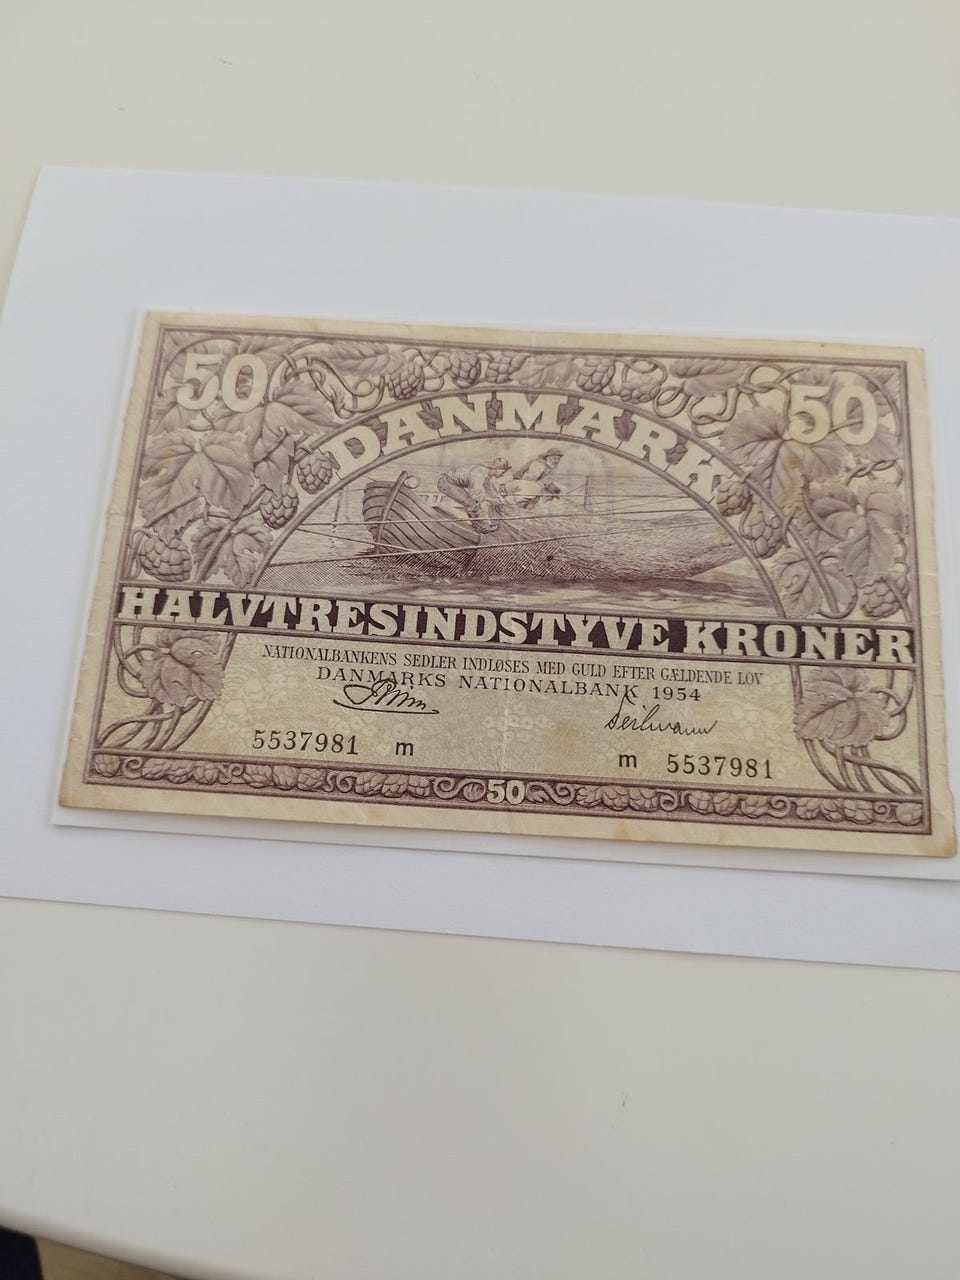 50 50
DANMARK
HALVTRESINDSTYVE KRONER
NATIONALBANKENS SEDLER INDLØSES MED GULD EFTER GÆLDENDE LOV
DANMARKS NATIONALBANK 1954
5537981 m m 5537981
50